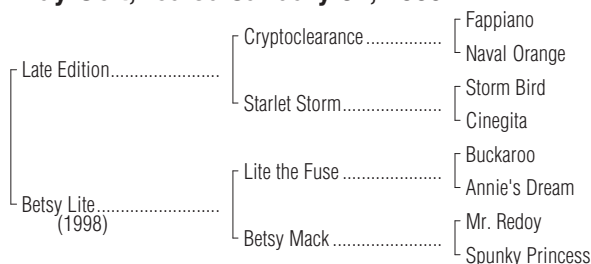 Fappiano
Cryptoclearance
Naval Orange
Late Edition
Storm Bird
Starlet Storm
Cinegita
Buckaroo
Lite the Fuse
Annie's Dream
Betsy Lite
(1998)
Mr. Redoy
Betsy Mack
Spunky Princess